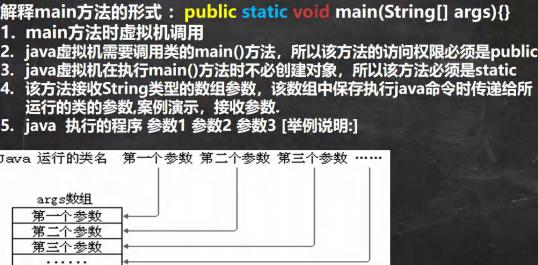 解释main方法的形式： public static void main(String[] args){}
1. main方法时虚拟机调用
2. java虚拟机需要调用类的main()方法，所以该方法的访问权限必须是public
3. java虚拟机在执行main()方法时不必创建对象，所以该方法必须是static
4. 该方法接收String类型的数组参数，该数组中保存执行java命令时传递给所
运行的类的参数,案例演示，接收参数.
5. java 执行的程序 参数1 参数2 参数3 [举例说明:]
Java 运行的类名 第一个参数 第二个参数 第三个参数 ……
args数组
第一个参数
第二个参数
第三个参数
……